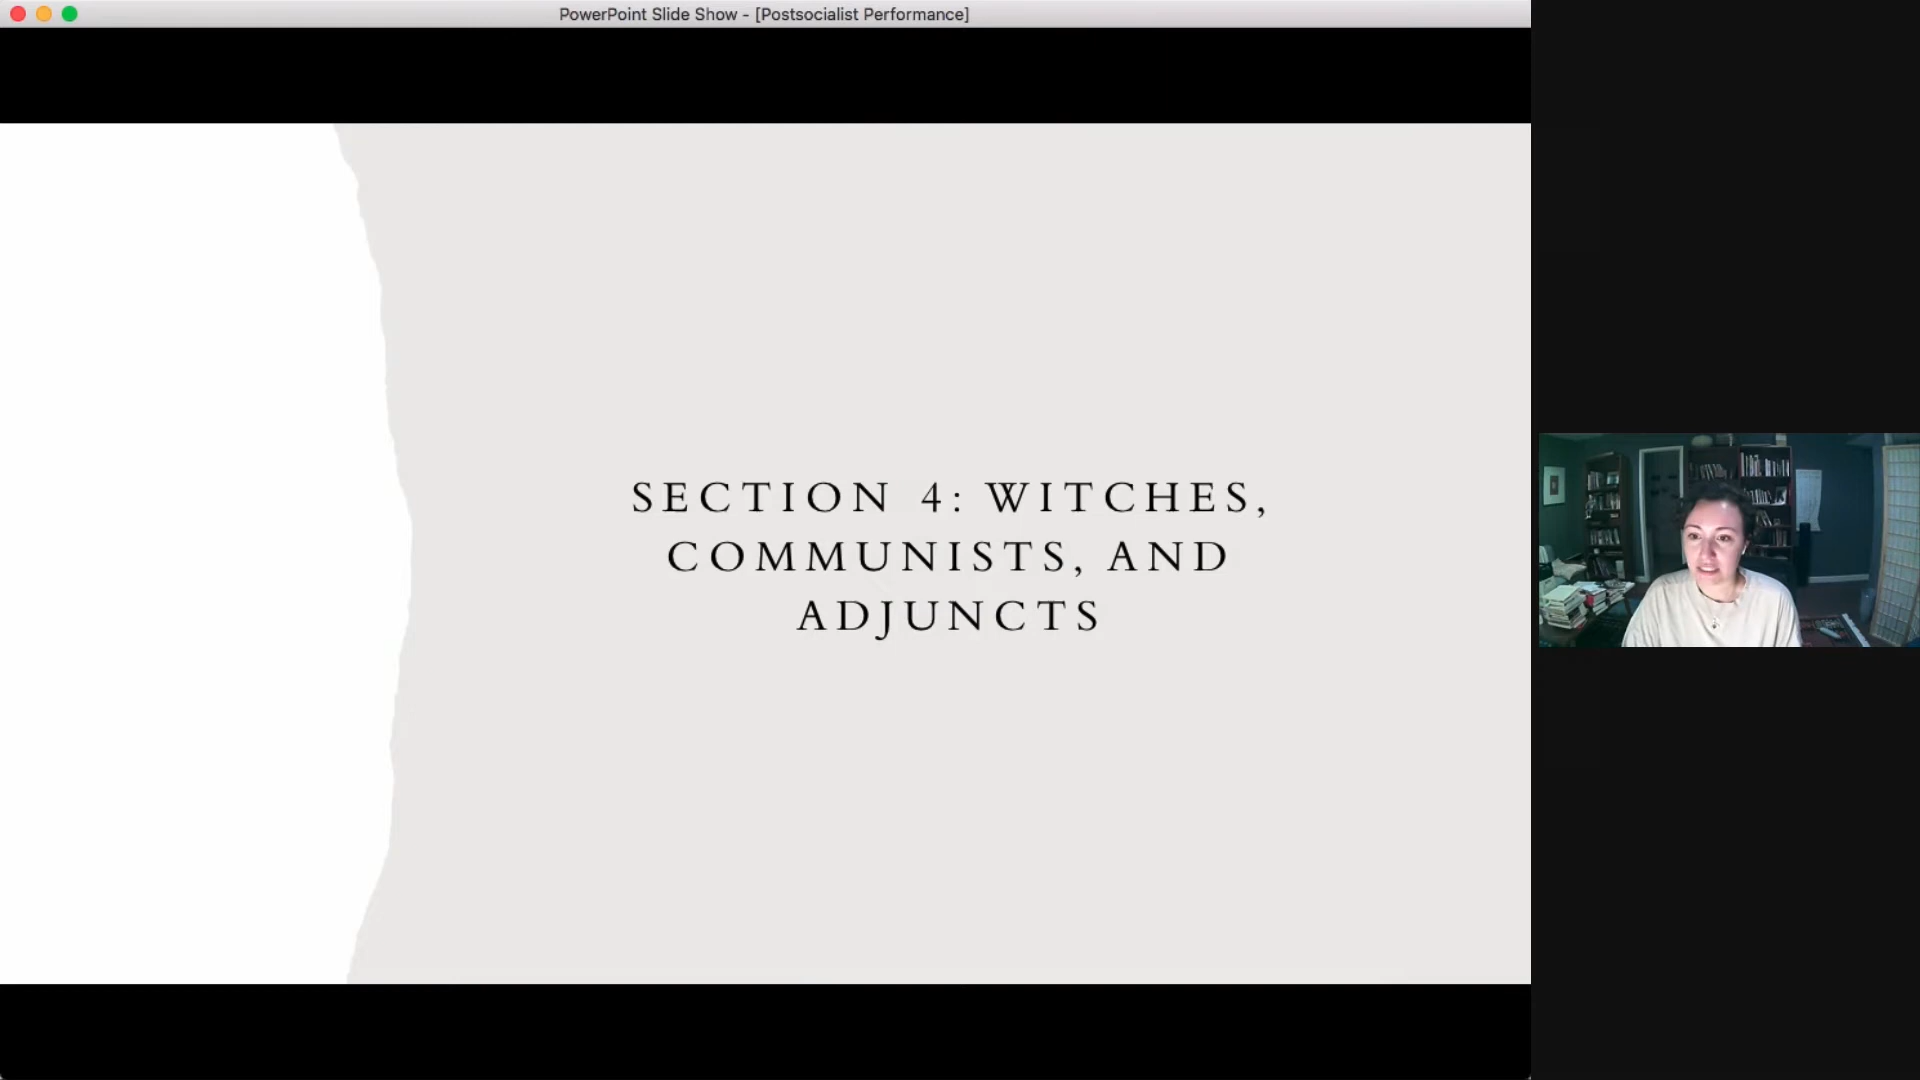 PowerPoint Slide Show - [Postsocialist Performance]
SECTION 4: WITCHES,
COMMUNISTS, AND
ADJUNCTS